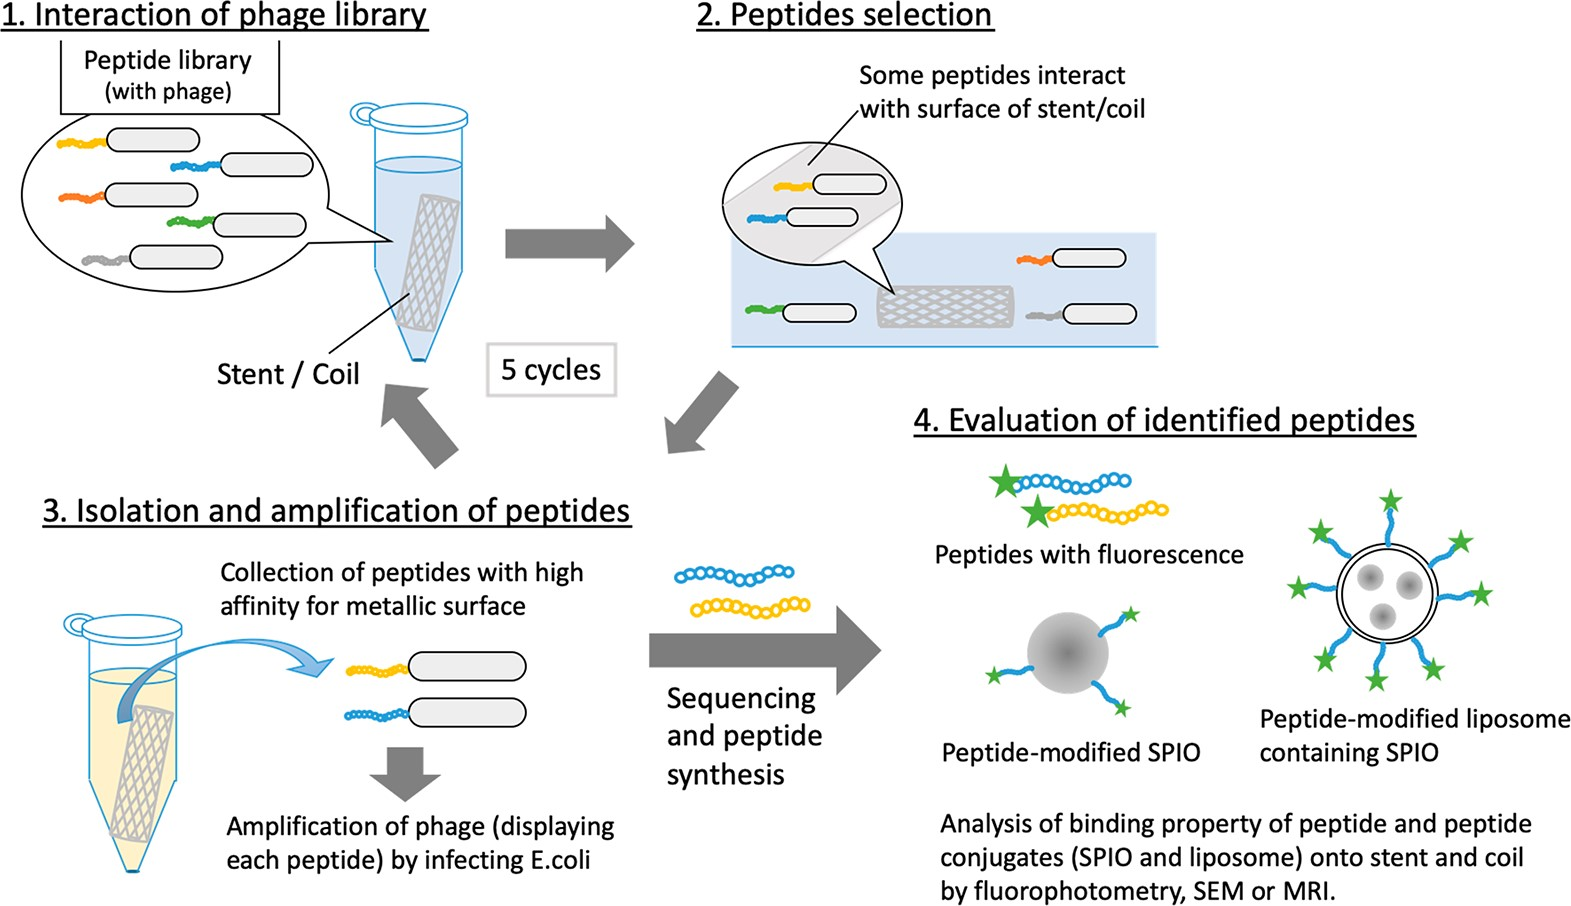 1. Interaction of phage library
Peptide library
(with phage)
Stent / Coil
5 cycles
2. Peptides selection
Some peptides interact
with surface of stent/coil
3. Isolation and amplification of peptides
Collection of peptides with high
affinity for metallic surface
Amplification of phage (displaying
each peptide) by infecting E.coli
Sequencing
and peptide
synthesis
4. Evaluation of identified peptides
Peptides with fluorescence
Peptide-modified SPIO
Peptide-modified liposome
containing SPIO
Analysis of binding property of peptide and peptide
conjugates (SPIO and liposome) onto stent and coil
by fluorophotometry, SEM or MRI.